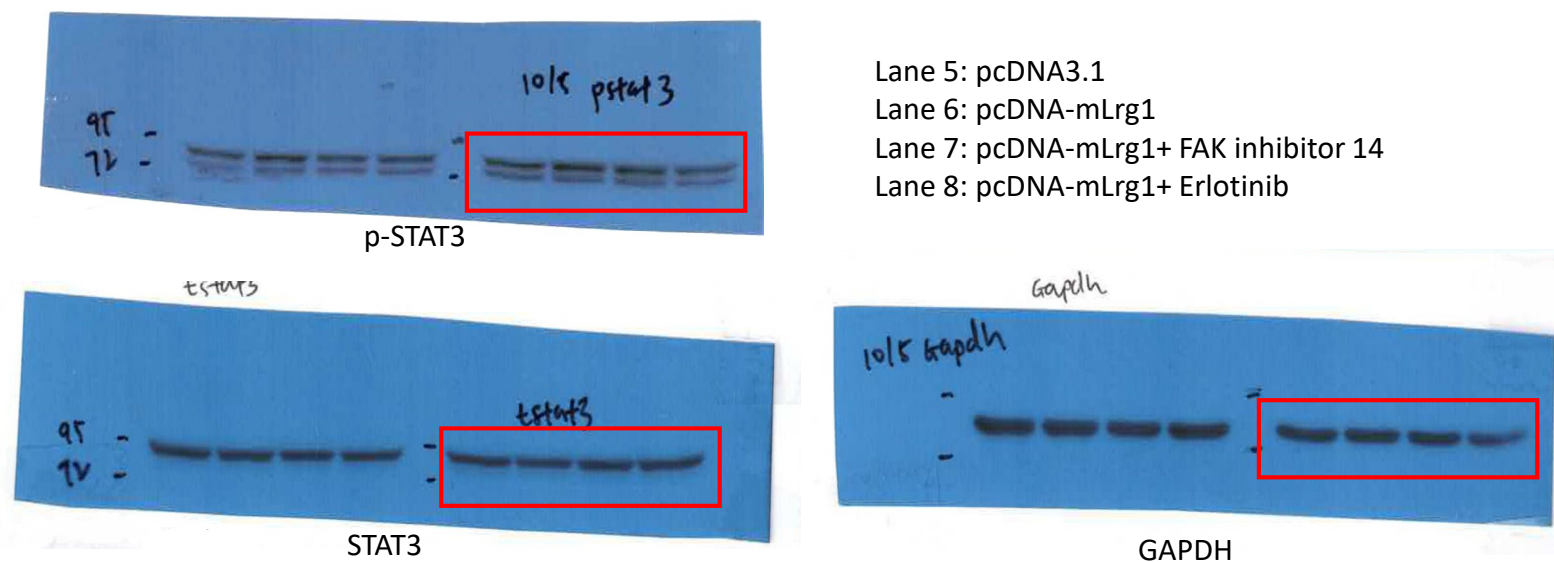 10/5 pstat3
95
72
p-STAT3
Lane 5: pcDNA3.1
Lane 6: pcDNA-mLrg1
Lane 7: pcDNA-mLrg1+ FAK inhibitor 14
Lane 8: pcDNA-mLrg1+ Erlotinib
tstat3
tstat3
95
72
STAT3
Gapdh
10/5 Gapdh
GAPDH